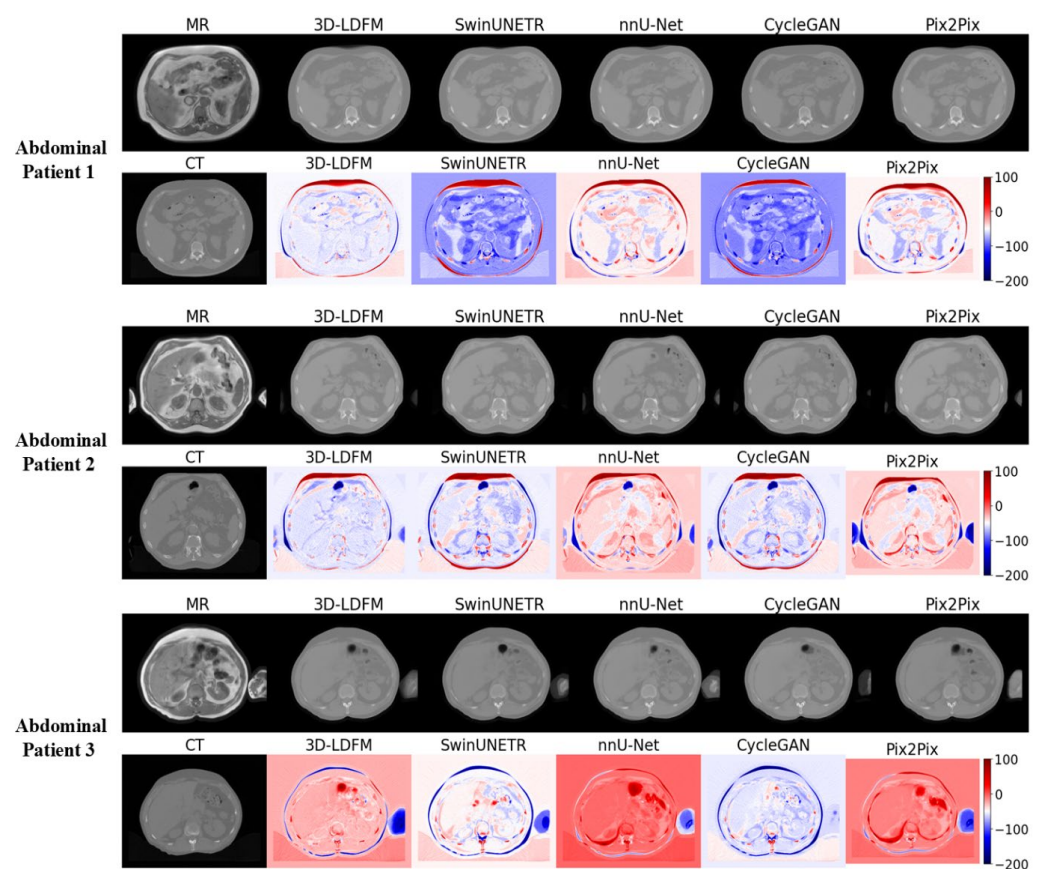 MR 3D-LDFM SwinUNETR nnU-Net CycleGAN Pix2Pix
Abdominal
Patient 1
CT 3D-LDFM SwinUNETR nnU-Net CycleGAN Pix2Pix
100
0
−100
−200
MR 3D-LDFM SwinUNETR nnU-Net CycleGAN Pix2Pix
Abdominal
Patient 2
CT 3D-LDFM SwinUNETR nnU-Net CycleGAN Pix2Pix
100
0
−100
−200
MR 3D-LDFM SwinUNETR nnU-Net CycleGAN Pix2Pix
Abdominal
Patient 3
CT 3D-LDFM SwinUNETR nnU-Net CycleGAN Pix2Pix
100
0
−100
−200